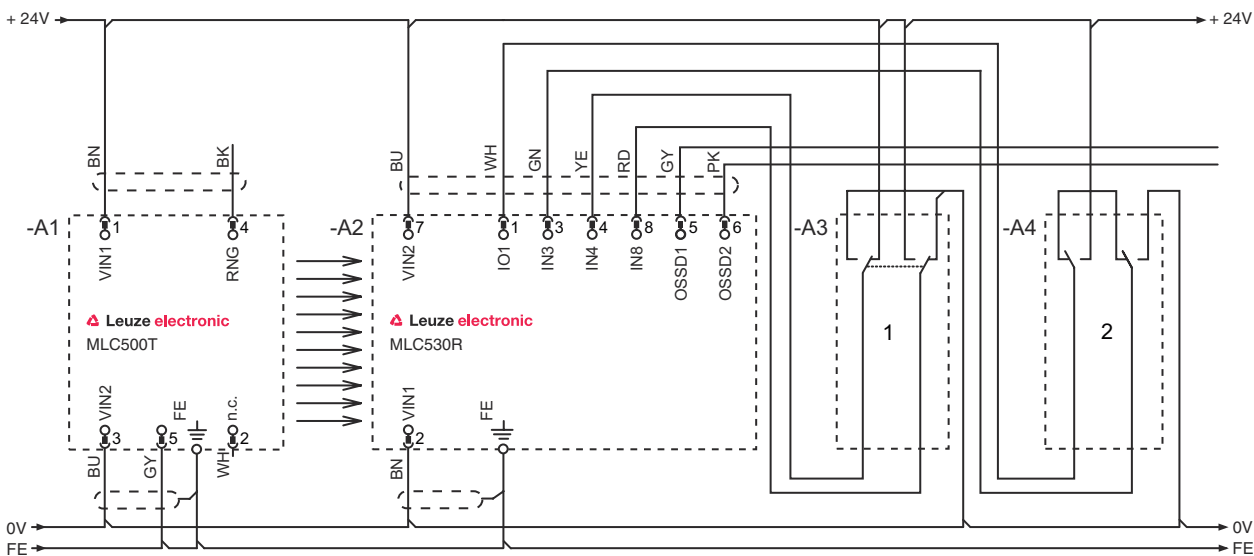 + 24V
+ 24V
BN
BK
BU
WH
GN
YE
RD
GY
PK
-A1
1
4
-A2
7
1
3
4
8
5
6
-A3
-A4
VIN1
RNG
VIN2
IO1
IN3
IN4
IN8
OSSD1
OSSD2
Leuze electronic
MLC500T
Leuze electronic
MLC530R
1
2
VIN2
FE
n.c.
VIN1
FE
3
5
2
2
BU
GY
WH
BN
0V
0V
FE
FE